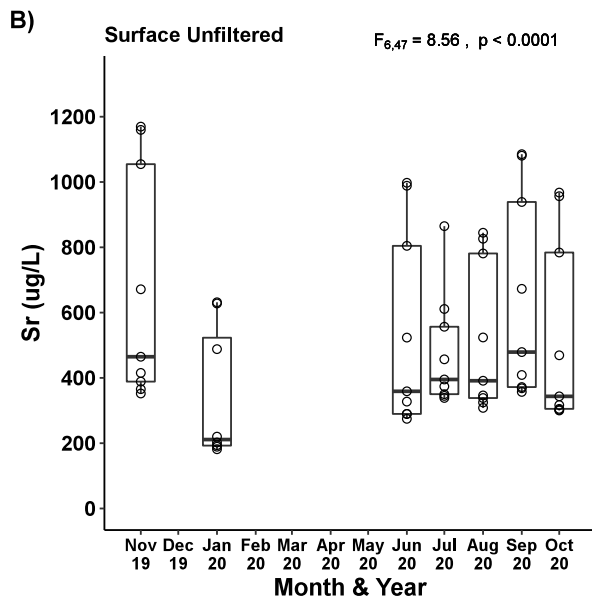 B)
Surface Unfiltered
F6,47 = 8.56 , p < 0.0001
Sr (ug/L)
1200
1000
800
600
400
200
0
Nov Dec Jan Feb Mar Apr May Jun Jul Aug Sep Oct
19 19 20 20 20 20 20 20 20 20 20 20
Month & Year